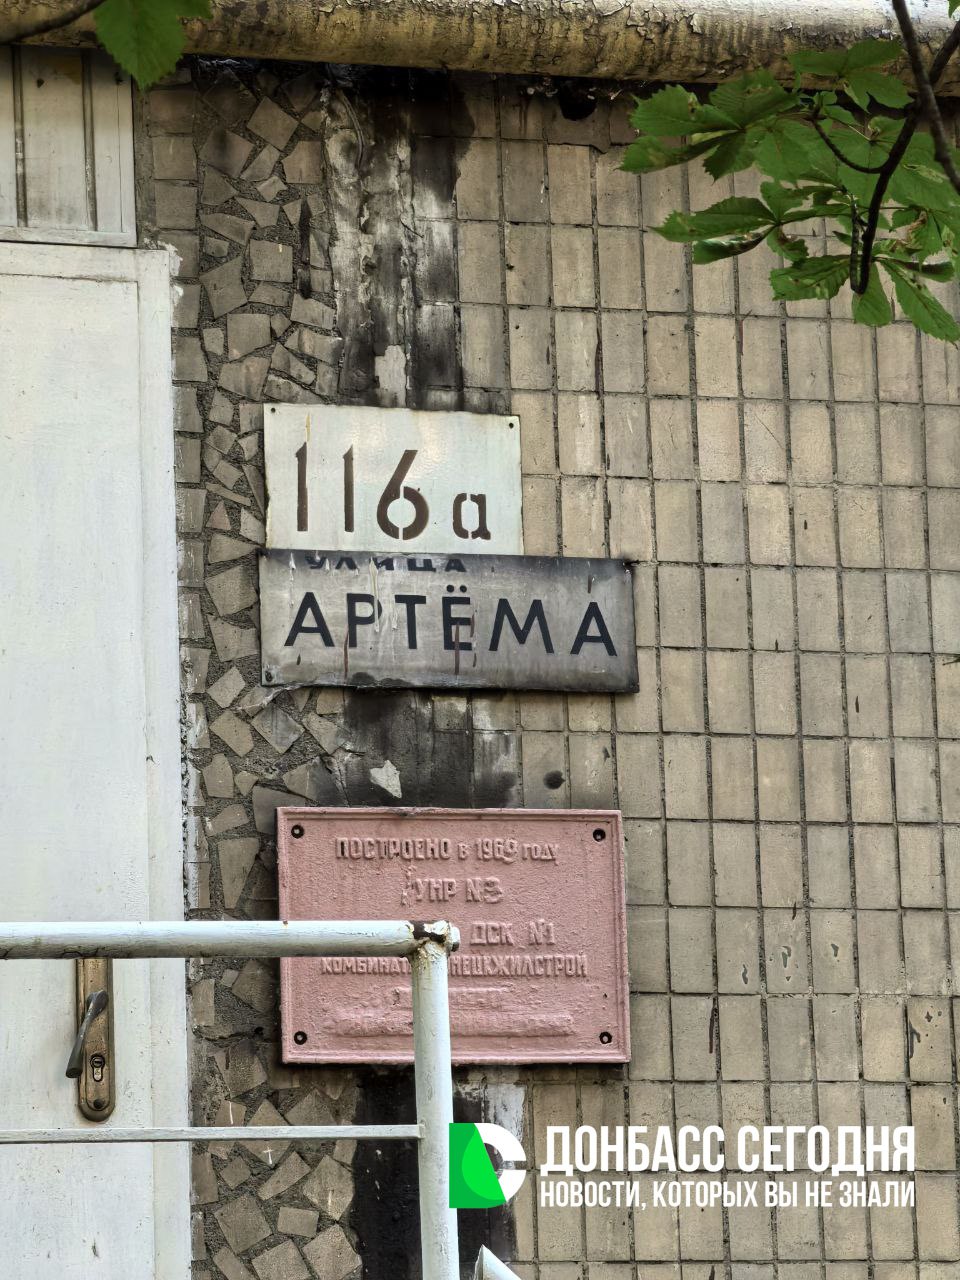 116а
УЛИЦА
АРТЁМА
ПОСТРОЕНО в 1969 году
УНР №3
ДСК №1
ДОНБАСС СЕГОДНЯ
НОВОСТИ, КОТОРЫХ ВЫ НЕ ЗНАЛИ